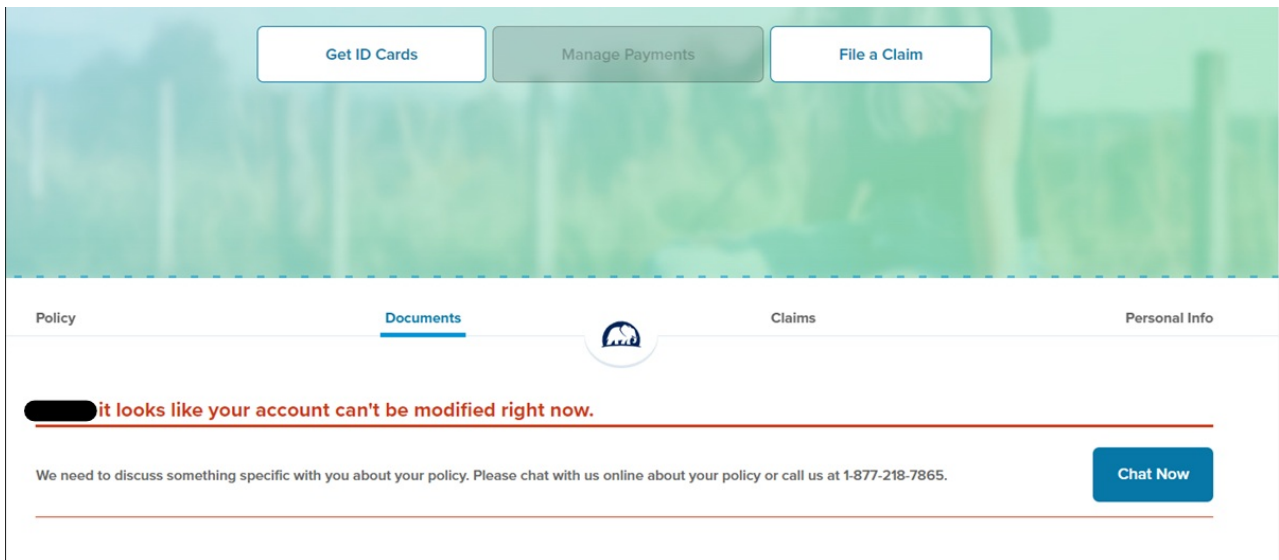 Get ID Cards
Manage Payments
File a Claim
Policy
Documents
Claims
Personal Info
it looks like your account can't be modified right now.
We need to discuss something specific with you about your policy. Please chat with us online about your policy or call us at 1-877-218-7865.
Chat Now